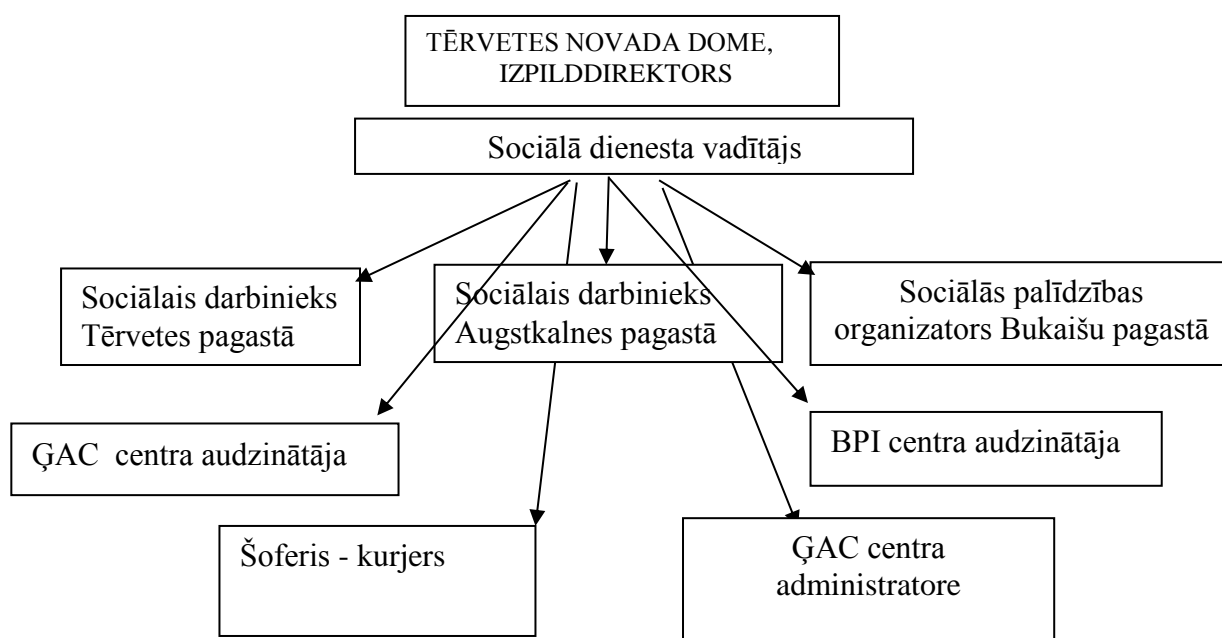 TĒRVETES NOVADA DOME,
IZPILDDIREKTORS
Sociālā dienesta vadītājs
Sociālais darbinieks
Tērvetes pagastā
Sociālais darbinieks
Augstkalnes pagastā
Sociālās palīdzības
organizators Bukaišu pagastā
ĢAC centra audzinātāja
BPI centra audzinātāja
Šoferis - kurjers
ĢAC centra
administratore